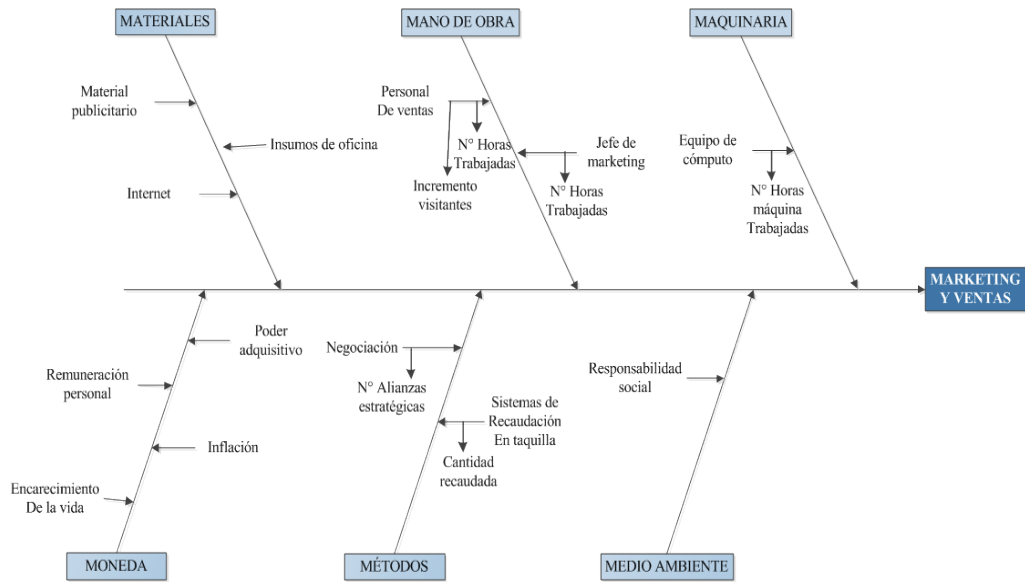 MATERIALES
MANO DE OBRA
MAQUINARIA
Material
publicitario
Insumos de oficina
Internet
Personal
De ventas
N° Horas
Trabajadas
Incremento
visitantes
Jefe de
marketing
N° Horas
Trabajadas
Equipo de
cómputo
N° Horas
máquina
Trabajadas
MARKETING
Y VENTAS
Poder
adquisitivo
Remuneración
personal
Inflación
Encarecimiento
De la vida
Negociación
N° Alianzas
estratégicas
Sistemas de
Recaudación
En taquilla
Cantidad
recaudada
Responsabilidad
social
MONEDA
MÉTODOS
MEDIO AMBIENTE